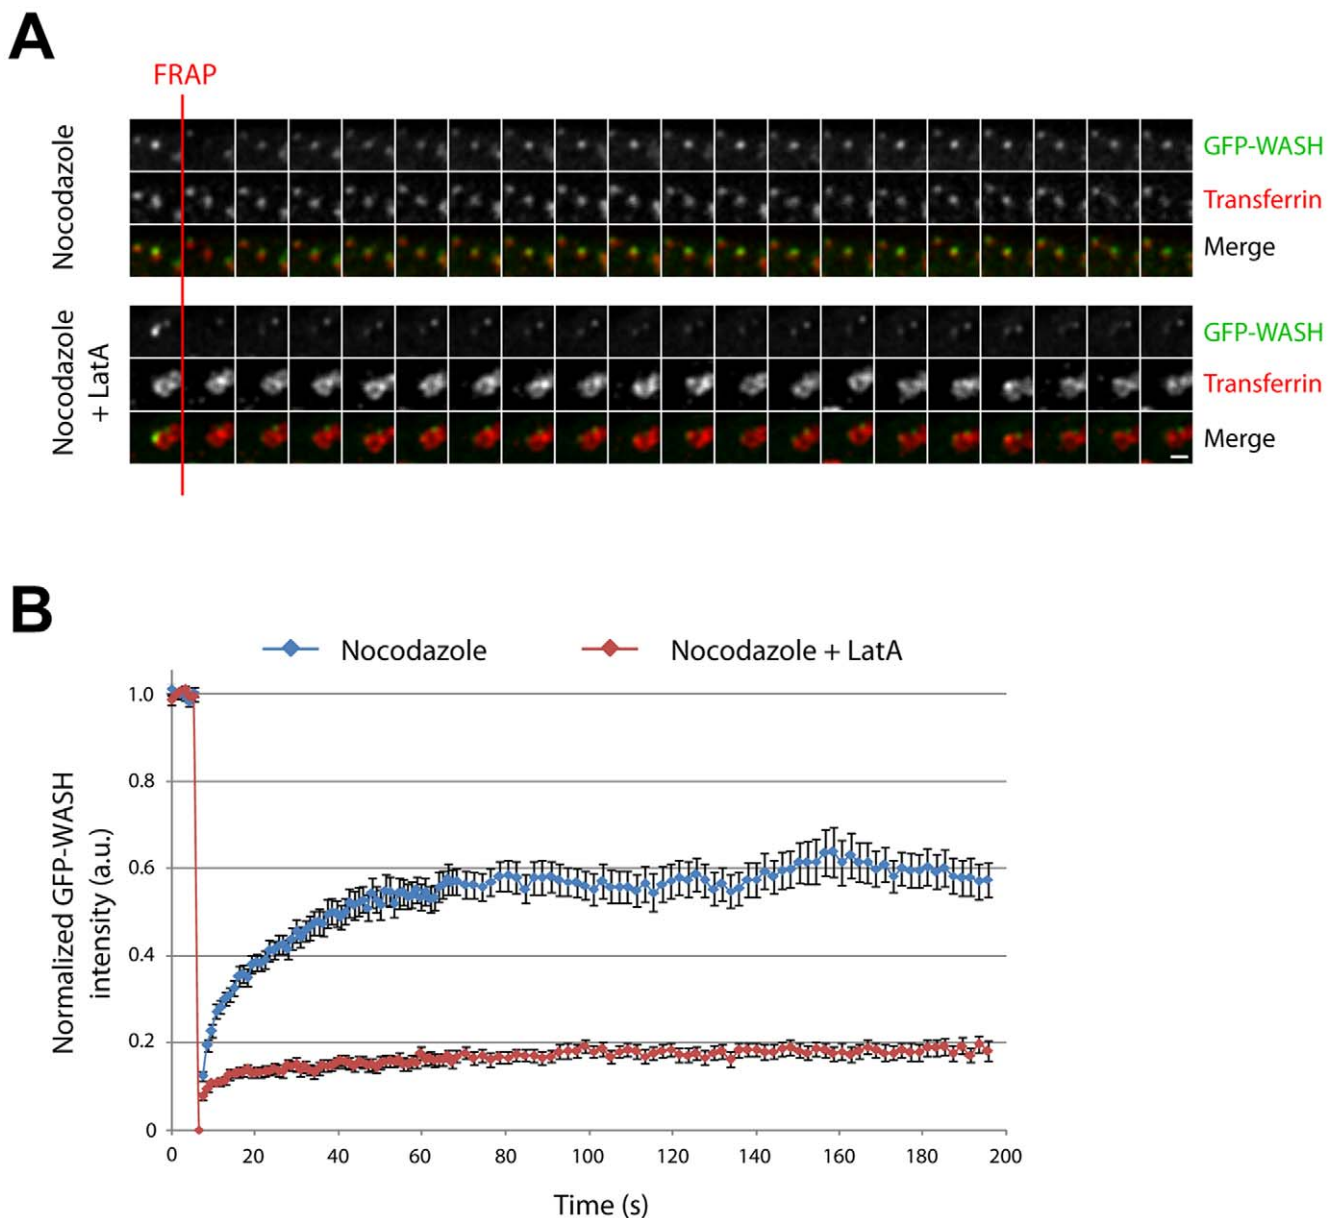 A
FRAP
Nocodazole
GFP-WASH
Transferrin
Merge
Nocodazole
+ LatA
GFP-WASH
Transferrin
Merge
B
Nocodazole
Nocodazole + LatA
Normalized GFP-WASH
intensity (a.u.)
1.0
0.8
0.6
0.4
0.2
0
0 20 40 60 80 100 120 140 160 180 200
Time (s)